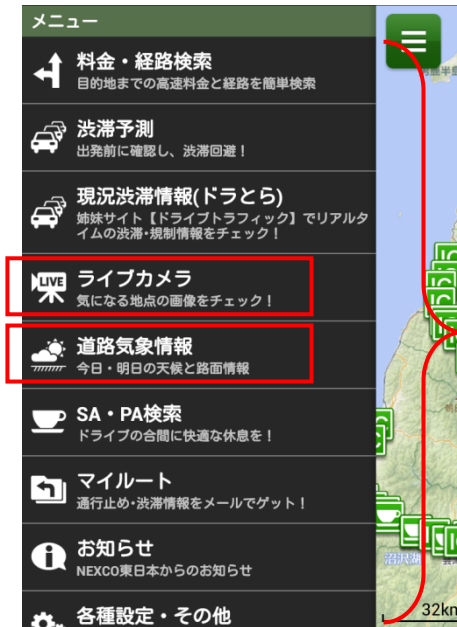 メニュー
料金・経路検索
目的地までの高速料金と経路を簡単検索
渋滞予測
出発前に確認し、渋滞回避！
現況渋滞情報(ドラとら)
姉妹サイト【ドライブトラフィック】でリアルタ
イムの渋滞・規制情報をチェック！
LIVE
ライブカメラ
気になる地点の画像をチェック！
道路気象情報
今日・明日の天候と路面情報
SA・PA検索
ドライブの合間に快適な休息を！
マイルート
通行止め・渋滞情報をメールでゲット！
お知らせ
NEXCO東日本からのお知らせ
各種設定・その他
沼沢湖
32km